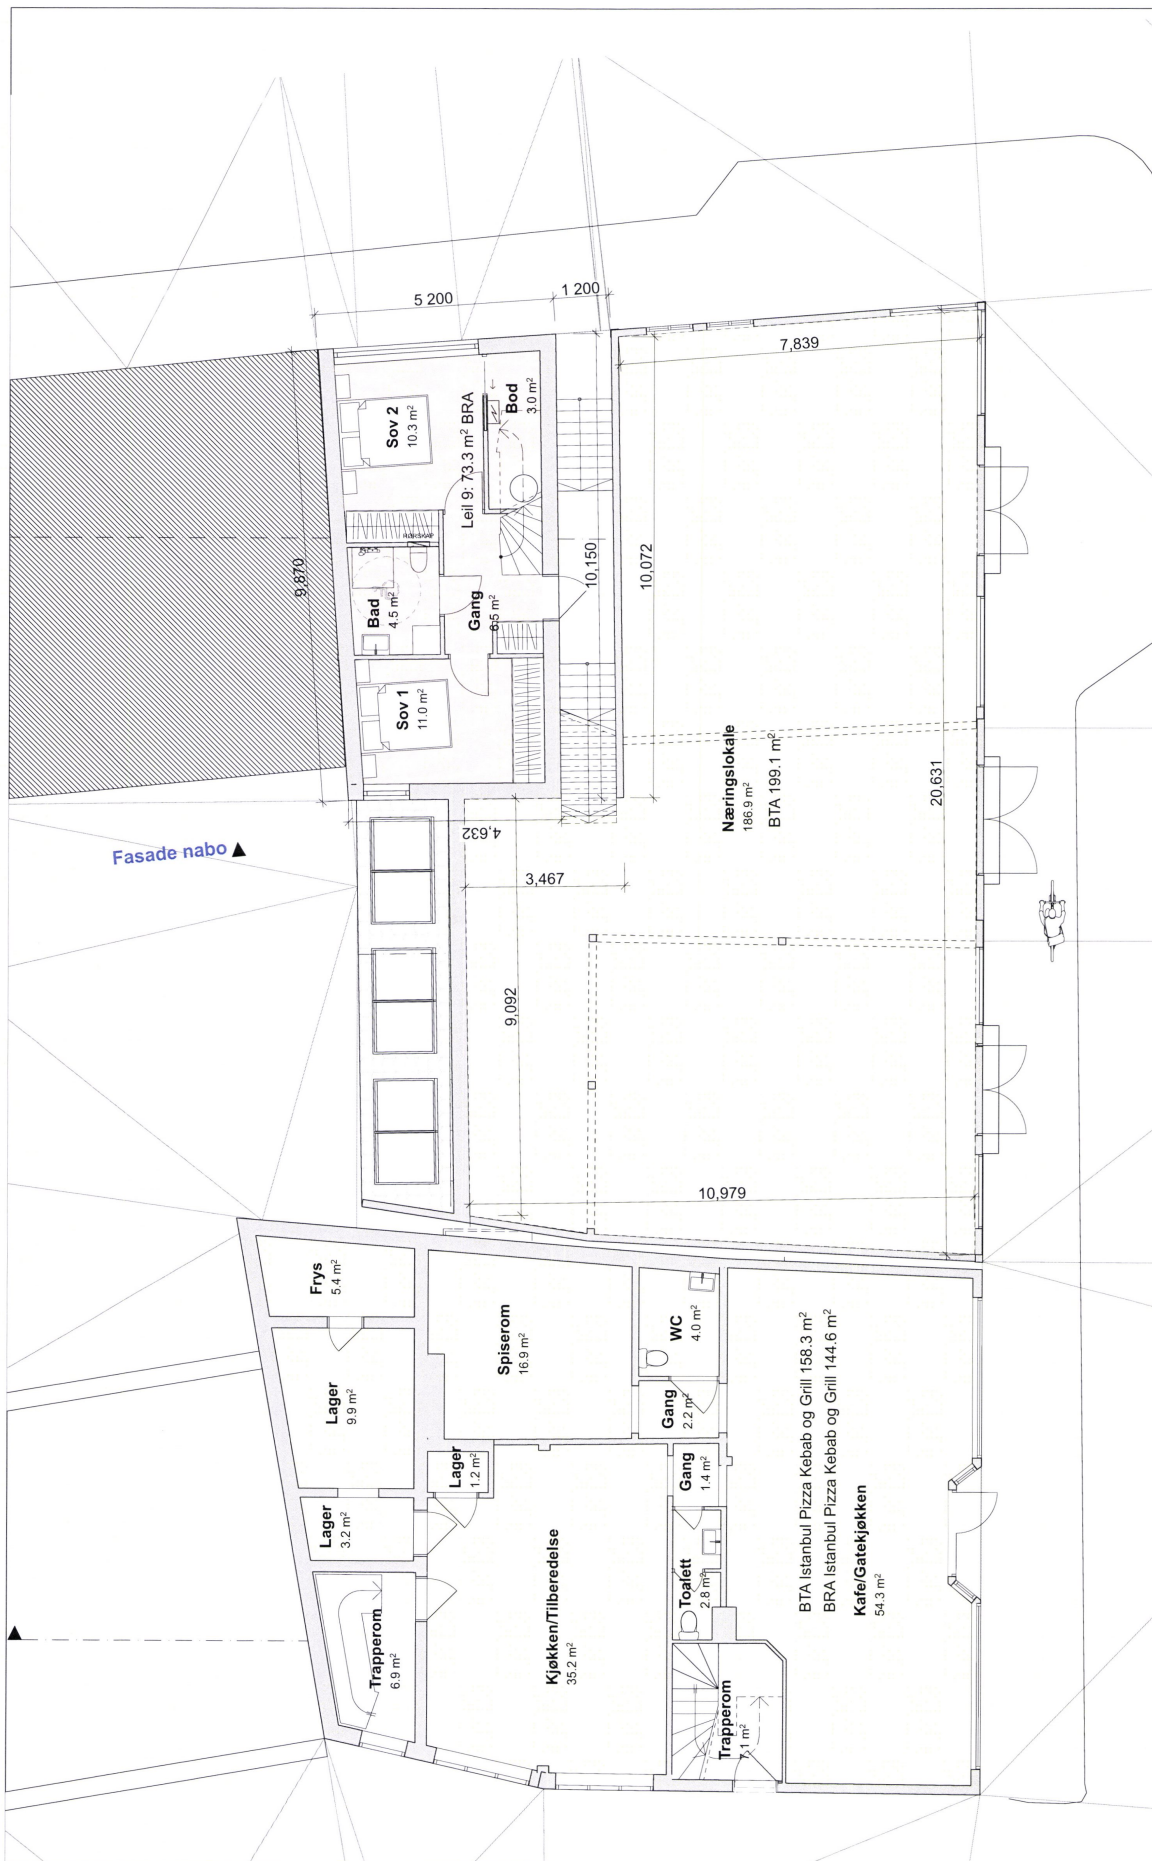 Fasade nabo
5 200
1 200
9,870
7,839
Sov 2
10.3 m²
Bod
3.0 m²
Leil 9: 73.3 m² BRA
RØRSKAP
Bad
4.5 m²
Gang
6.5 m²
Sov 1
11.0 m²
10,150
10,072
4,632
3,467
9,092
Næringslokale
186.9 m²
BTA 199.1 m²
20,631
10,979
Frys
5.4 m²
Lager
9.9 m²
Lager
3.2 m²
Trapperom
6.9 m²
Spiserom
16.9 m²
Lager
1.2 m²
Kjøkken/Tilberedelse
35.2 m²
WC
4.0 m²
Gang
2.2 m²
Gang
1.4 m²
Toalett
2.8 m²
Trapperom
7.1 m²
BTA Istanbul Pizza Kebab og Grill 158.3 m²
BRA Istanbul Pizza Kebab og Grill 144.6 m²
Kafe/Gatekjøkken
54.3 m²